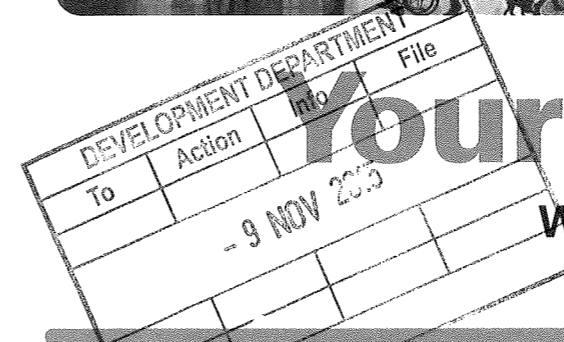 DEVELOPMENT DEPARTMENT
To Action Info File
Your
- 9 NOV